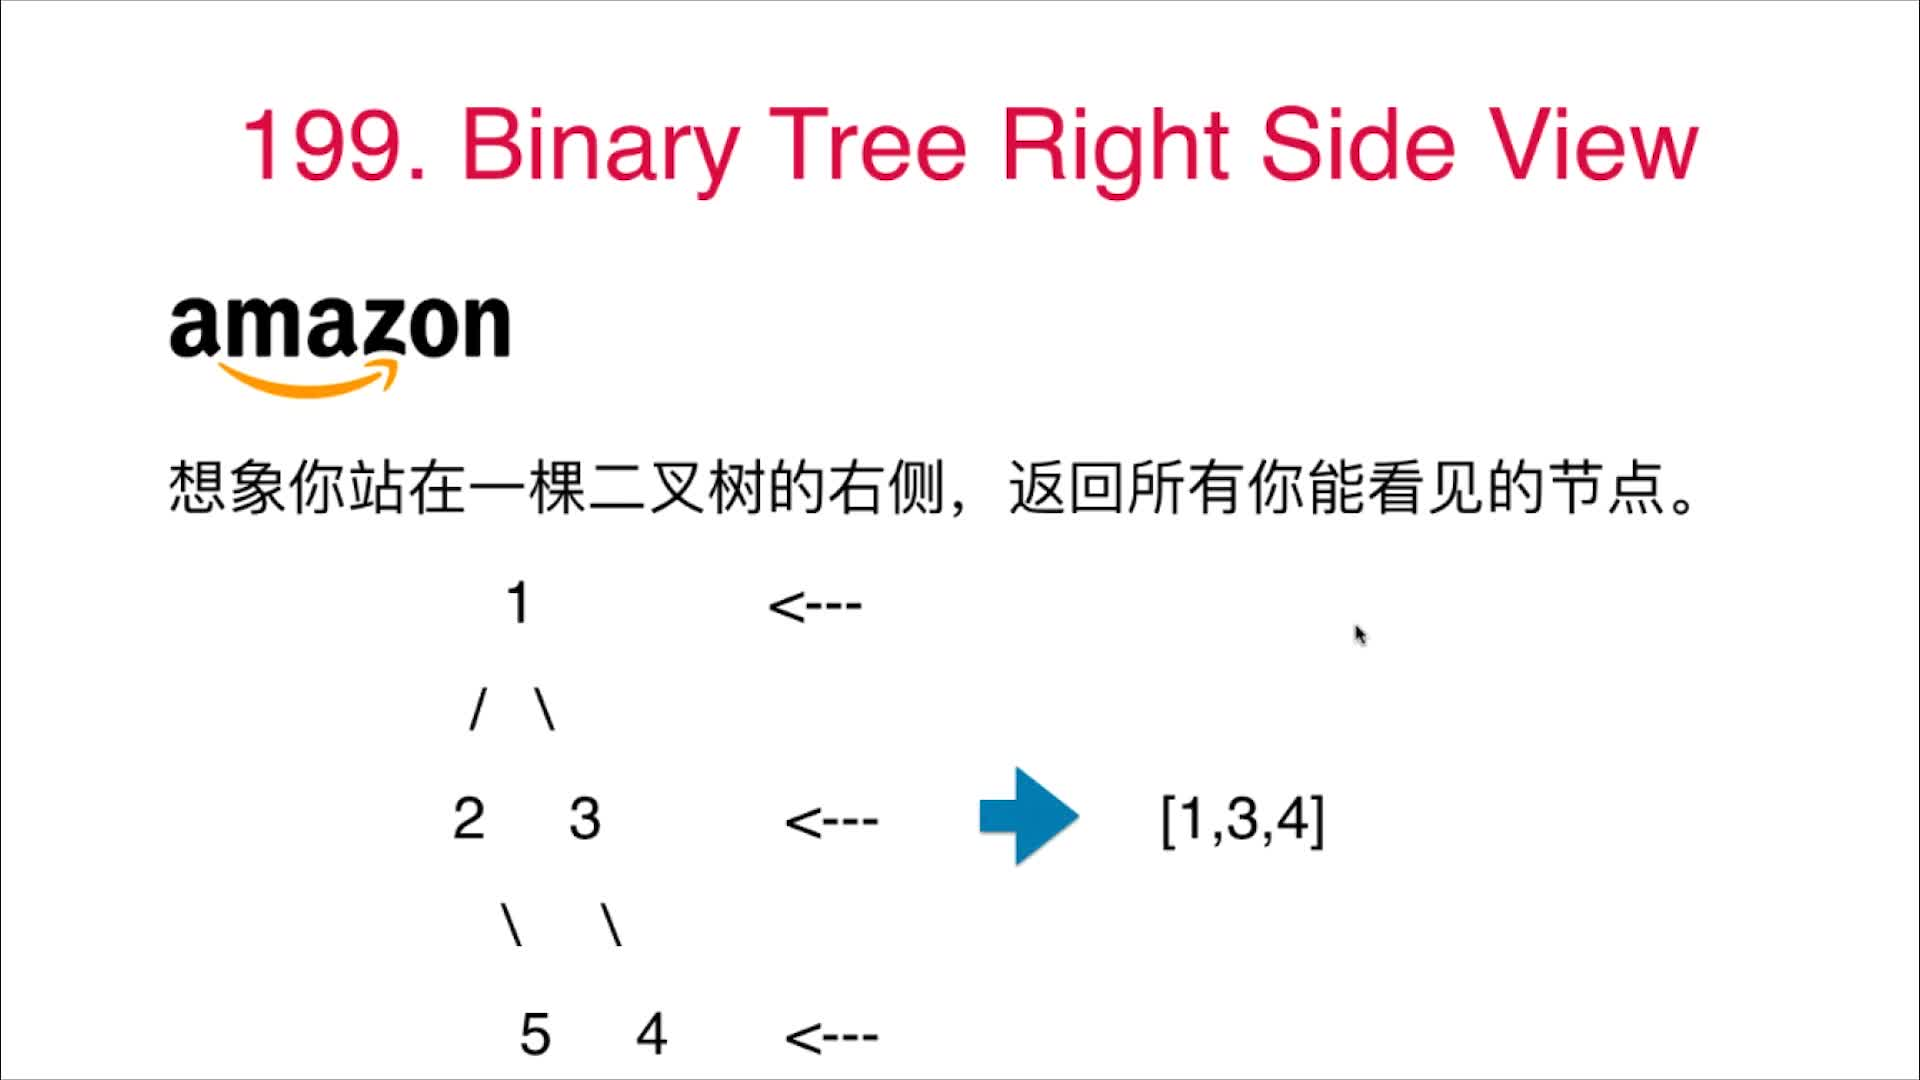 199. Binary Tree Right Side View
amazon
想象你站在一棵二叉树的右侧，返回所有你能看见的节点。
1 <---
/ \
2 3 <--- [1,3,4]
\ \
5 4 <---